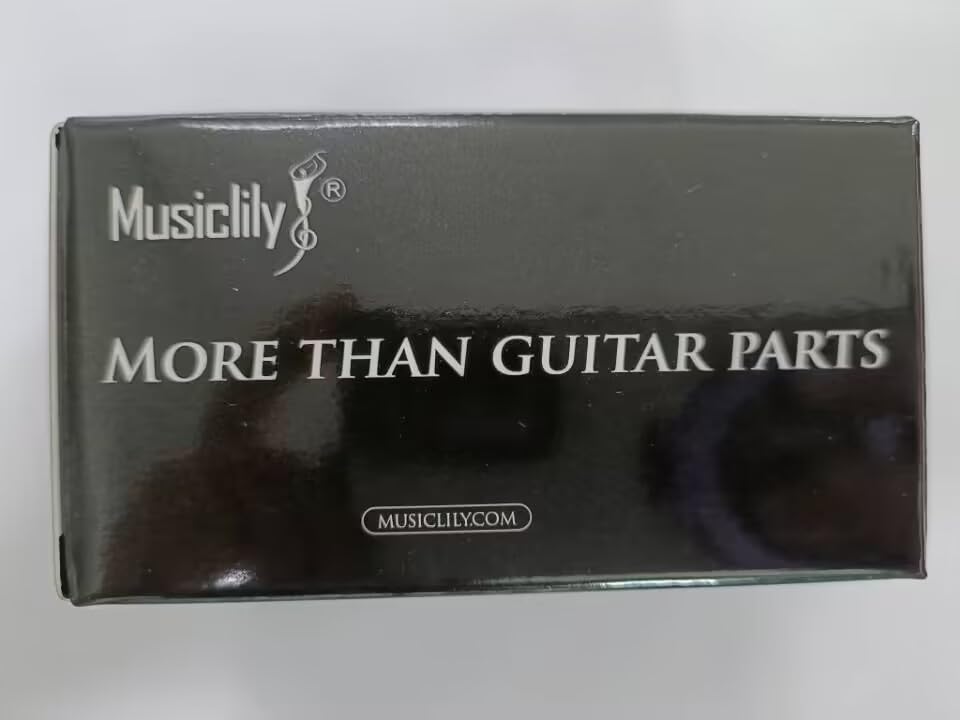 Musiclily®
MORE THAN GUITAR PARTS
MUSICLILY.COM